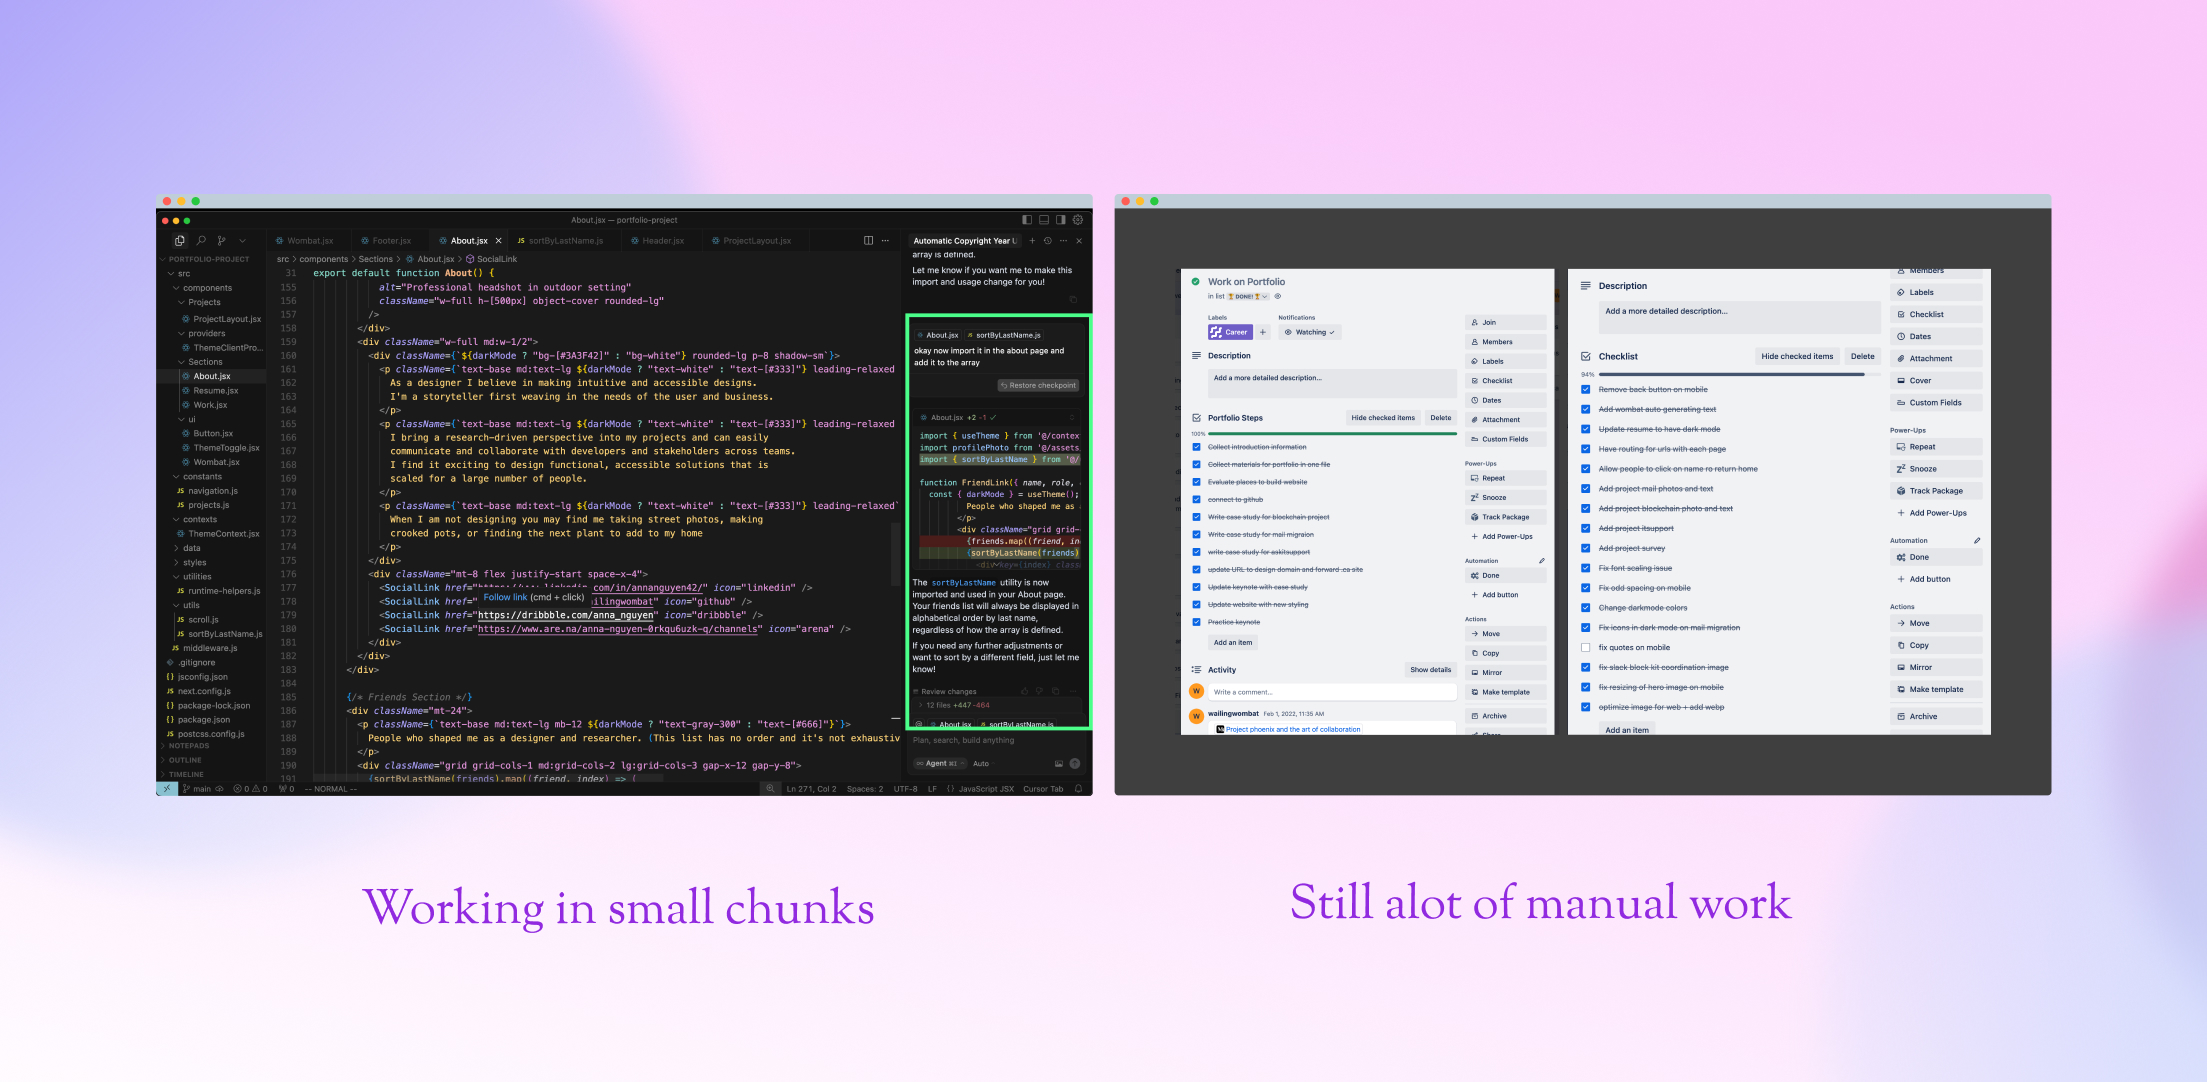 About.jsx — portfolio-project
Wombat.jsx
Footer.jsx
About.jsx
sortByLastName.js
Header.jsx
ProjectLayout.jsx
PORTFOLIO-PROJECT
src
components
Projects
ProjectLayout.jsx
providers
ThemeClientPro...
Sections
About.jsx
Resume.jsx
Work.jsx
ui
Button.jsx
ThemeToggle.jsx
Wombat.jsx
constants
navigation.js
projects.js
contexts
ThemeContext.jsx
data
styles
utilities
runtime-helpers.js
utils
scroll.js
sortByLastName.js
middleware.js
.gitignore
jsconfig.json
next.config.js
package-lock.json
package.json
postcss.config.js
NOTEPADS
OUTLINE
TIMELINE
src > components > Sections > About.jsx > SocialLink
31 export default function About() {
155 alt="Professional headshot in outdoor setting"
156 className="w-full h-[500px] object-cover rounded-lg"
157 />
158 </div>
159 <div className="w-full md:w-1/2">
160 <div className={`${darkMode ? "bg-[#3A3F42]" : "bg-white"} rounded-lg p-8 shadow-sm`}>
161 <p className={`text-base md:text-lg ${darkMode ? "text-white" : "text-[#333]"} leading-relaxed
162 As a designer I believe in making intuitive and accessible designs.
163 I'm a storyteller first weaving in the needs of the user and business.
164 </p>
165 <p className={`text-base md:text-lg ${darkMode ? "text-white" : "text-[#333]"} leading-relaxed
166 I bring a research-driven perspective into my projects and can easily
167 communicate and collaborate with developers and stakeholders across teams.
168 I find it exciting to design functional, accessible solutions that is
169 scaled for a large number of people.
170 </p>
171 <p className={`text-base md:text-lg ${darkMode ? "text-white" : "text-[#333]"} leading-relaxed
172 When I am not designing you may find me taking street photos, making
173 crooked pots, or finding the next plant to add to my home
174 </p>
175 </div>
176 <div className="mt-8 flex justify-start space-x-4">
177 <SocialLink href="https://www.linkedin.com/in/annanguyen42/" icon="linkedin" />
Follow link (cmd + click)
178 <SocialLink href=" ilingwombat" icon="github" />
179 <SocialLink href="https://dribbble.com/anna_nguyen" icon="dribbble" />
180 <SocialLink href="https://www.are.na/anna-nguyen-0rkqu6uzk-q/channels" icon="arena" />
181 </div>
182 </div>
183 </div>
184
185 {/* Friends Section */}
186 <div className="mt-24">
187 <p className={`text-base md:text-lg mb-12 ${darkMode ? "text-gray-300" : "text-[#666]"}`}>
188 People who shaped me as a designer and researcher. (This list has no order and it's not exhaustiv
189 </p>
190 <div className="grid grid-cols-1 md:grid-cols-2 lg:grid-cols-3 gap-x-12 gap-y-8">
191 {sortByLastName(friends).map((friend, index) => (
main
0 0
0
-- NORMAL --
Ln 271, Col 2
Spaces: 2
UTF-8
LF
{} JavaScript JSX
Cursor Tab
Automatic Copyright Year U
array is defined.
Let me know if you want me to make this
import and usage change for you!
About.jsx
sortByLastName.js
okay now import it in the about page and
add it to the array
Restore checkpoint
About.jsx +2 -1
import { useTheme } from '@/contex
import profilePhoto from '@/assets
import { sortByLastName } from '@/
function FriendLink({ name, role,
const { darkMode } = useTheme();
People who shaped me as
</p>
<div className="grid grid-
{friends.map((friend, in
{sortByLastName(friends)
<div key={index} class
The sortByLastName utility is now
imported and used in your About page.
Your friends list will always be displayed in
alphabetical order by last name,
regardless of how the array is defined.
If you need any further adjustments or
want to sort by a different field, just let me
know!
Review changes
12 files +447 -464
About.jsx
sortByLastName.js
Plan, search, build anything
Agent ⌘I
Auto
Work on Portfolio
in list DONE!
Labels
Notifications
Career
Watching
Description
Add a more detailed description...
Portfolio Steps
Hide checked items
Delete
100%
Collect introduction information
Collect materials for portfolio in one file
Evaluate places to build website
connect to github
Write case study for blockchain project
Write case study for mail migraion
write case study for askitsupport
update URL to design domain and forward .ca site
Update keynote with case study
Update website with new styling
Practice keynote
Add an item
Activity
Show details
W
Write a comment...
W
wailingwombat Feb 1, 2022, 11:35 AM
Project phoenix and the art of collaboration
Join
Members
Labels
Checklist
Dates
Attachment
Custom Fields
Power-Ups
Repeat
Snooze
Track Package
Add Power-Ups
Automation
Done
Add button
Actions
Move
Copy
Mirror
Make template
Archive
Share
Description
Add a more detailed description...
Checklist
Hide checked items
Delete
94%
Remove back button on mobile
Add wombat auto generating text
Update resume to have dark mode
Have routing for urls with each page
Allow people to click on name ro return home
Add project mail photos and text
Add project blockchain photo and text
Add project itsupport
Add project survey
Fix font scaling issue
Fix odd spacing on mobile
Change darkmode colors
Fix icons in dark mode on mail migration
fix quotes on mobile
fix slack block kit coordination image
fix resizing of hero image on mobile
optimize image for web + add webp
Add an item
Members
Labels
Checklist
Dates
Attachment
Cover
Custom Fields
Power-Ups
Repeat
Snooze
Track Package
Add Power-Ups
Automation
Done
Add button
Actions
Move
Copy
Mirror
Make template
Archive
Working in small chunks
Still alot of manual work